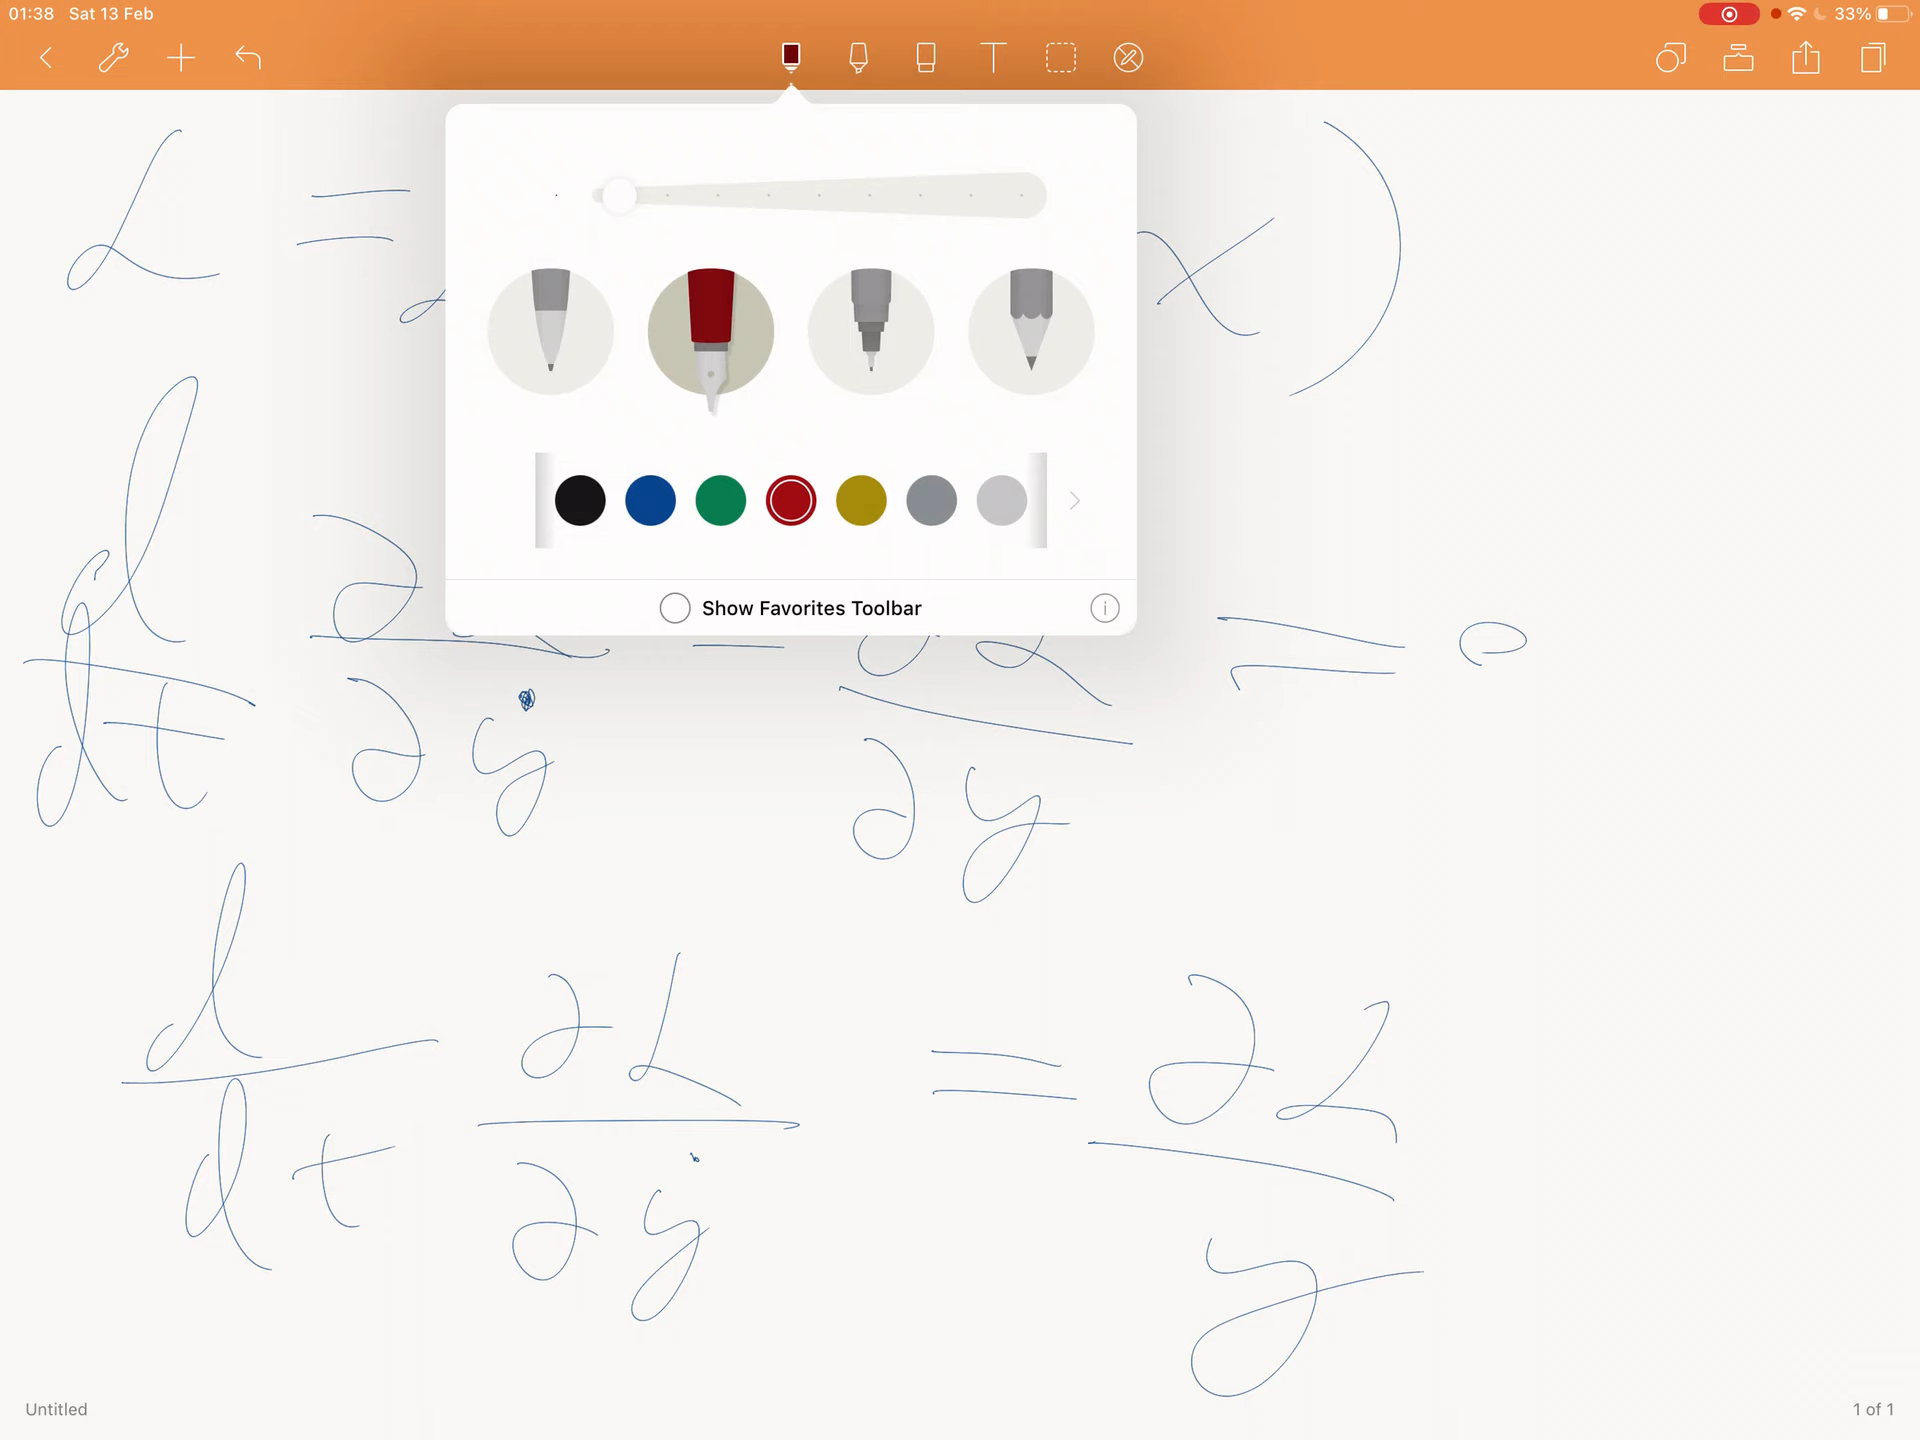 01:38 Sat 13 Feb 33%
L = x)
Show Favorites Toolbar
d/dt ∂/∂ẏ − ∂L/∂y = 0
d/dt ∂L/∂ẏ = ∂L/y
Untitled 1 of 1